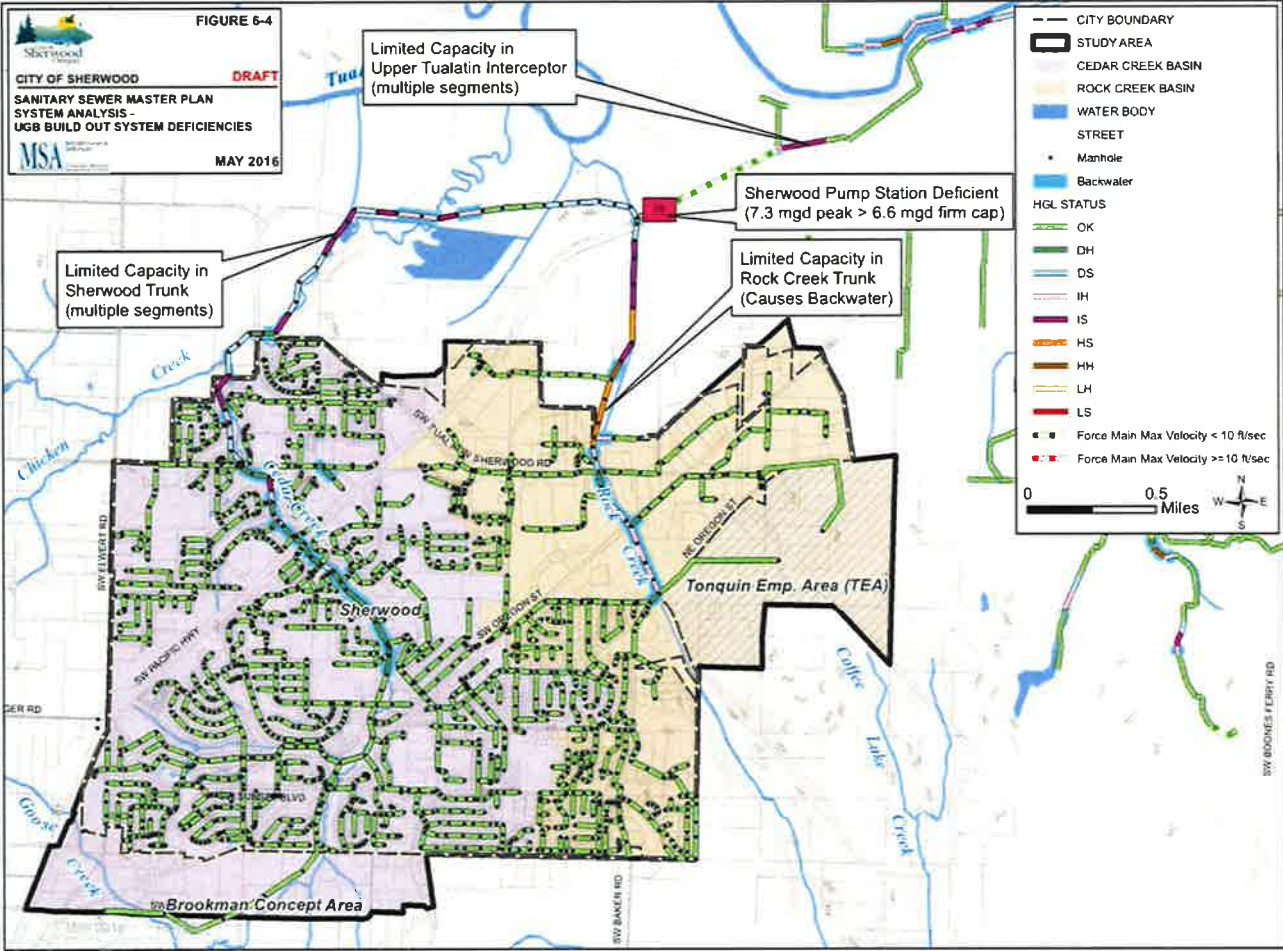 FIGURE 6-4
Sherwood
Oregon
CITY OF SHERWOOD
DRAFT
SANITARY SEWER MASTER PLAN
SYSTEM ANALYSIS -
UGB BUILD OUT SYSTEM DEFICIENCIES
MSA
MAY 2016
Limited Capacity in
Upper Tualatin Interceptor
(multiple segments)
Sherwood Pump Station Deficient
(7.3 mgd peak > 6.6 mgd firm cap)
Limited Capacity in
Sherwood Trunk
(multiple segments)
Limited Capacity in
Rock Creek Trunk
(Causes Backwater)
CITY BOUNDARY
STUDY AREA
CEDAR CREEK BASIN
ROCK CREEK BASIN
WATER BODY
STREET
Manhole
Backwater
HGL STATUS
OK
DH
DS
IH
IS
HS
HH
LH
LS
Force Main Max Velocity < 10 ft/sec
Force Main Max Velocity >= 10 ft/sec
0 0.5
Miles
N
W E
S
Chicken
Creek
Cedar Creek
SW SHERWOOD RD
Rock
Creek
NE OREGON ST
SW ELWERT RD
Tonquin Emp. Area (TEA)
Sherwood
SW OREGON ST
SW PACIFIC HWY
GER RD
Coffee
Lake
Creek
SW BOONES FERRY RD
Goose
Creek
SW Brookman Concept Area
SW BAKER RD